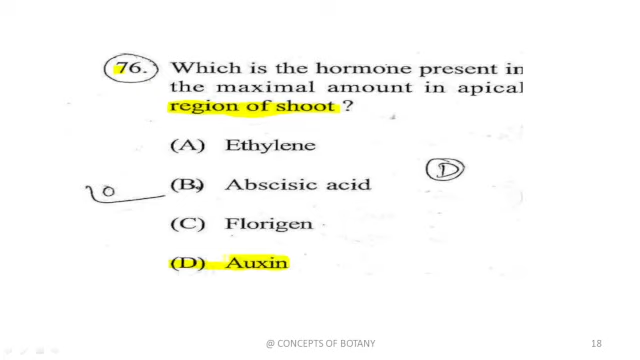 76. Which is the hormone present in
the maximal amount in apical
region of shoot ?
(A) Ethylene
(B) Abscisic acid
(C) Florigen
(D) Auxin
D
@ CONCEPTS OF BOTANY
18